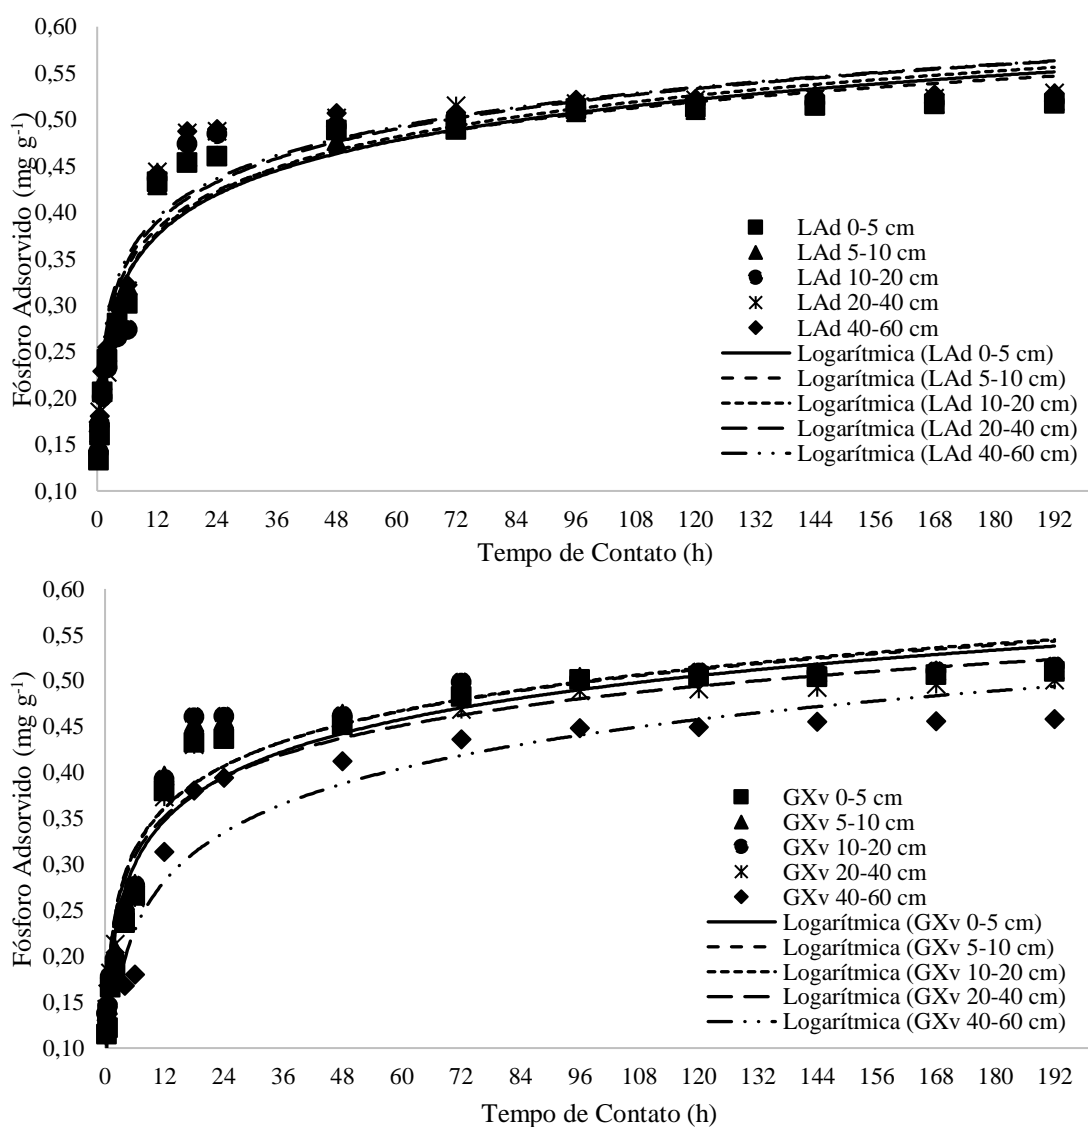 0,60
0,55
0,50
0,45
0,40
0,35
0,30
0,25
0,20
0,15
0,10
Fósforo Adsorvido (mg g-1)
LAd 0-5 cm
LAd 5-10 cm
LAd 10-20 cm
LAd 20-40 cm
LAd 40-60 cm
Logarítmica (LAd 0-5 cm)
Logarítmica (LAd 5-10 cm)
Logarítmica (LAd 10-20 cm)
Logarítmica (LAd 20-40 cm)
Logarítmica (LAd 40-60 cm)
0 12 24 36 48 60 72 84 96 108 120 132 144 156 168 180 192
Tempo de Contato (h)
0,60
0,55
0,50
0,45
0,40
0,35
0,30
0,25
0,20
0,15
0,10
Fósforo Adsorvido (mg g-1)
GXv 0-5 cm
GXv 5-10 cm
GXv 10-20 cm
GXv 20-40 cm
GXv 40-60 cm
Logarítmica (GXv 0-5 cm)
Logarítmica (GXv 5-10 cm)
Logarítmica (GXv 10-20 cm)
Logarítmica (GXv 20-40 cm)
Logarítmica (GXv 40-60 cm)
0 12 24 36 48 60 72 84 96 108 120 132 144 156 168 180 192
Tempo de Contato (h)